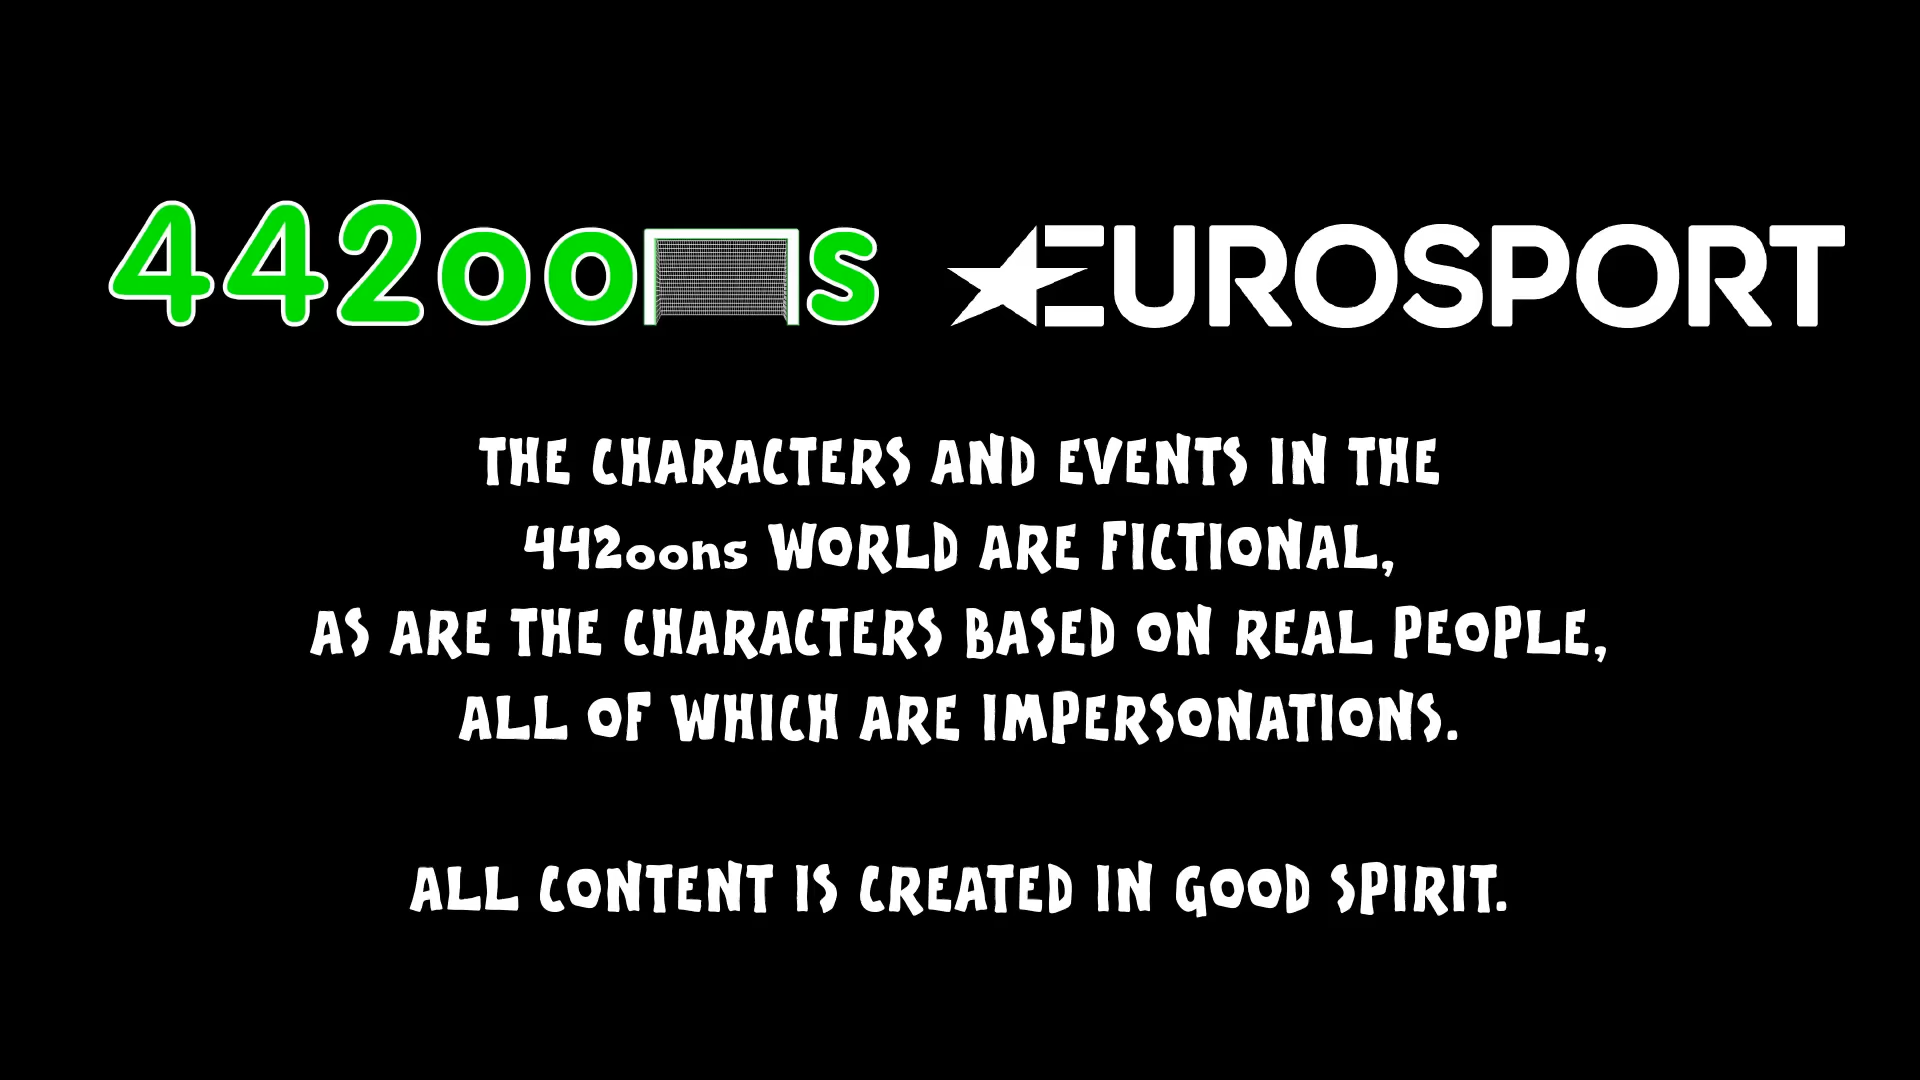 442oons EUROSPORT
THE CHARACTERS AND EVENTS IN THE
442oons WORLD ARE FICTIONAL,
AS ARE THE CHARACTERS BASED ON REAL PEOPLE,
ALL OF WHICH ARE IMPERSONATIONS.
ALL CONTENT IS CREATED IN GOOD SPIRIT.